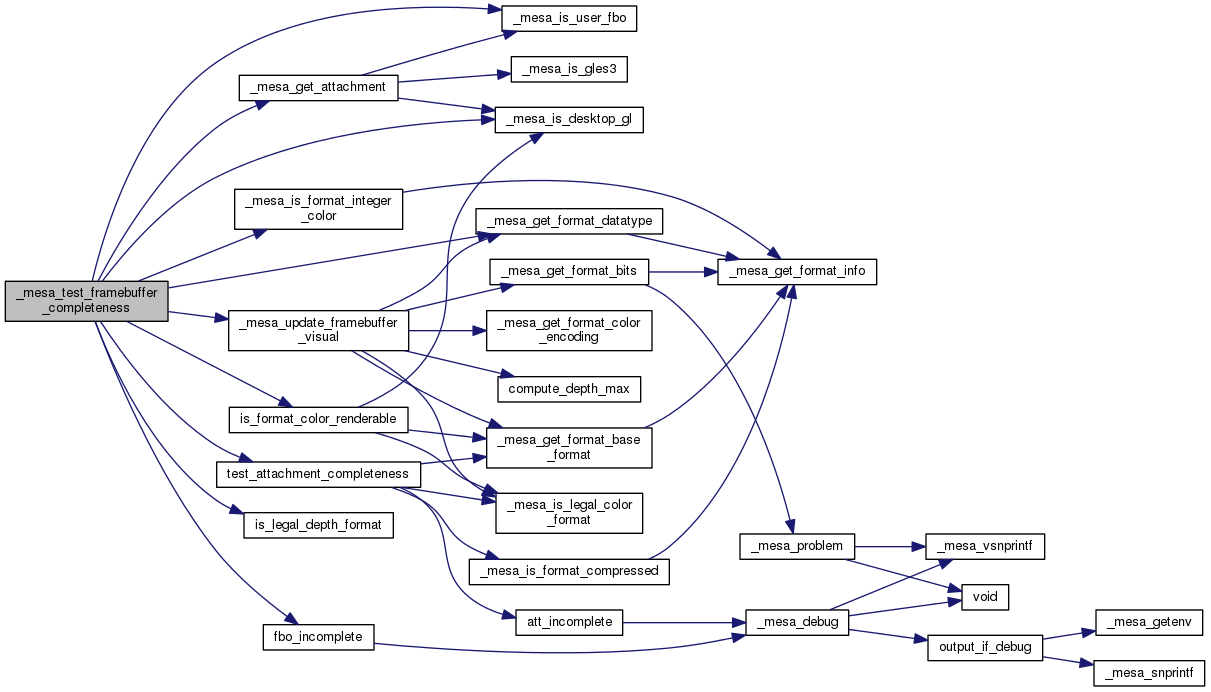 _mesa_is_user_fbo
_mesa_is_gles3
_mesa_get_attachment
_mesa_is_desktop_gl
_mesa_is_format_integer
_color
_mesa_get_format_datatype
_mesa_get_format_bits
_mesa_get_format_info
_mesa_test_framebuffer
_completeness
_mesa_update_framebuffer
_visual
_mesa_get_format_color
_encoding
compute_depth_max
is_format_color_renderable
_mesa_get_format_base
_format
test_attachment_completeness
_mesa_is_legal_color
_format
is_legal_depth_format
_mesa_problem
_mesa_vsnprintf
_mesa_is_format_compressed
void
att_incomplete
_mesa_debug
fbo_incomplete
output_if_debug
_mesa_getenv
_mesa_snprintf